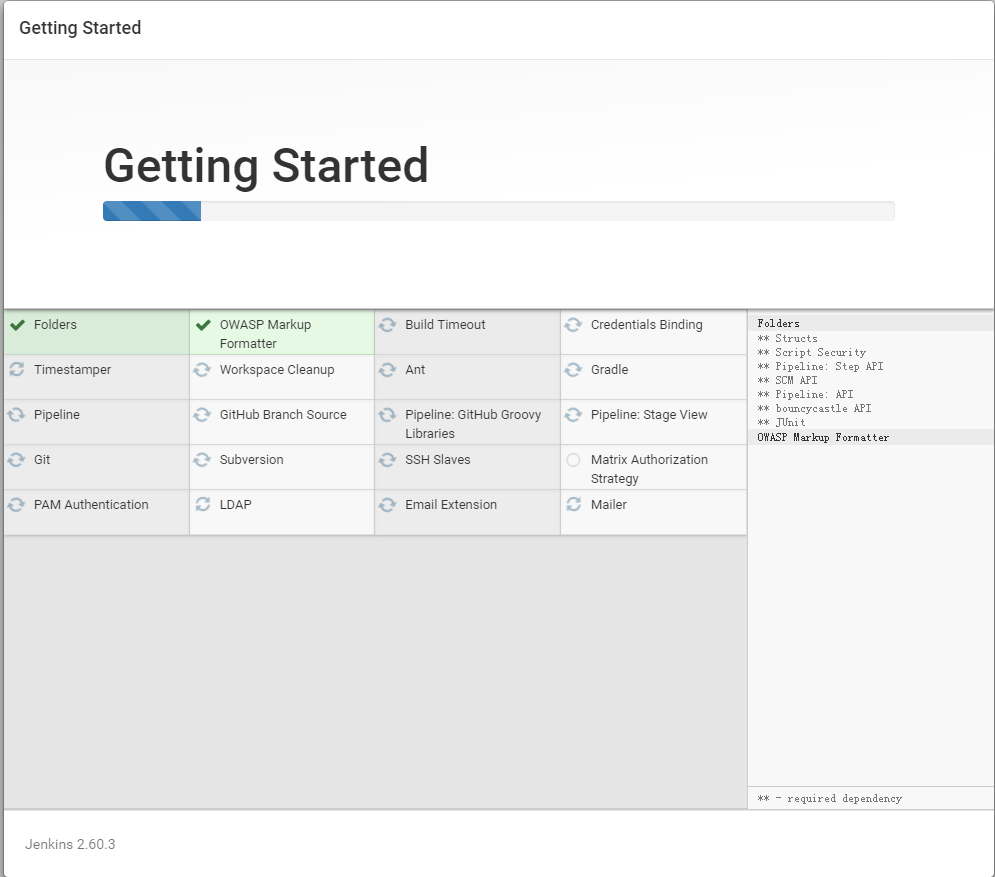 Getting Started
Getting Started
Folders
OWASP Markup
Formatter
Build Timeout
Credentials Binding
Timestamper
Workspace Cleanup
Ant
Gradle
Pipeline
GitHub Branch Source
Pipeline: GitHub Groovy
Libraries
Pipeline: Stage View
Git
Subversion
SSH Slaves
Matrix Authorization
Strategy
PAM Authentication
LDAP
Email Extension
Mailer
Folders
** Structs
** Script Security
** Pipeline: Step API
** SCM API
** Pipeline: API
** bouncycastle API
** JUnit
OWASP Markup Formatter
** - required dependency
Jenkins 2.60.3